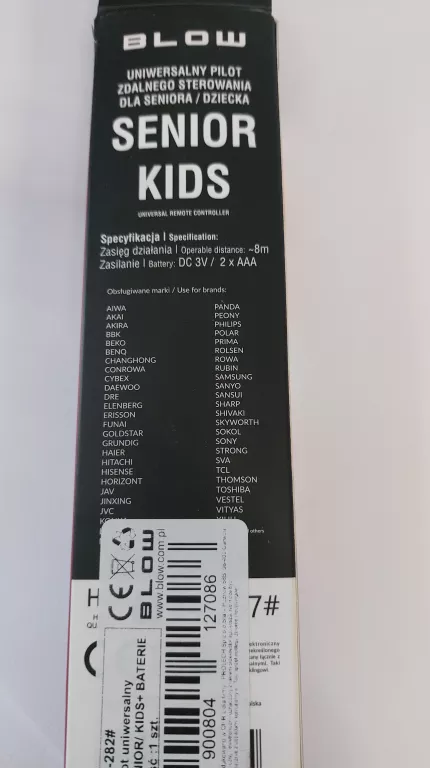 BLOW
UNIWERSALNY PILOT
ZDALNEGO STEROWANIA
DLA SENIORA / DZIECKA
SENIOR
KIDS
UNIVERSAL REMOTE CONTROLLER
Specyfikacja | Specification:
Zasięg działania | Operable distance: ~8m
Zasilanie | Battery: DC 3V / 2 x AAA
Obsługiwane marki / Use for brands:
AIWA
AKAI
AKIRA
BBK
BEKO
BENQ
CHANGHONG
CONROWA
CYBEX
DAEWOO
DRE
ELENBERG
ERISSON
FUNAI
GOLDSTAR
GRUNDIG
HAIER
HITACHI
HISENSE
HORIZONT
JAV
JINXING
JVC
PANDA
PEONY
PHILIPS
POLAR
PRIMA
ROLSEN
ROWA
RUBIN
SAMSUNG
SANYO
SANSUI
SHARP
SHIVAKI
SKYWORTH
SOKOL
SONY
STRONG
SVA
TCL
THOMSON
TOSHIBA
VESTEL
VITYAS
others
H
7#
CE
BLOW
www.blow.com.pl
900804 127086
-282#
ot uniwersalny
NIOR/ KIDS+ BATERIE
ść :1 szt.